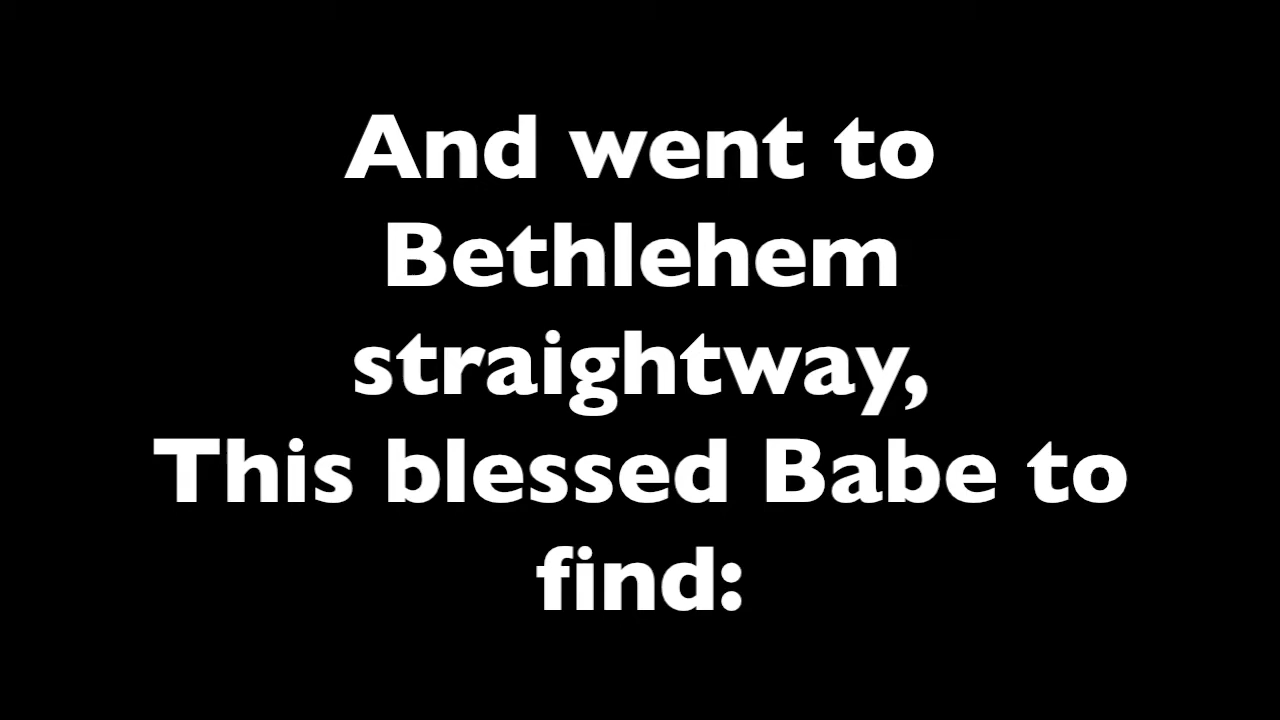 And went to
Bethlehem
straightway,
This blessed Babe to
find: